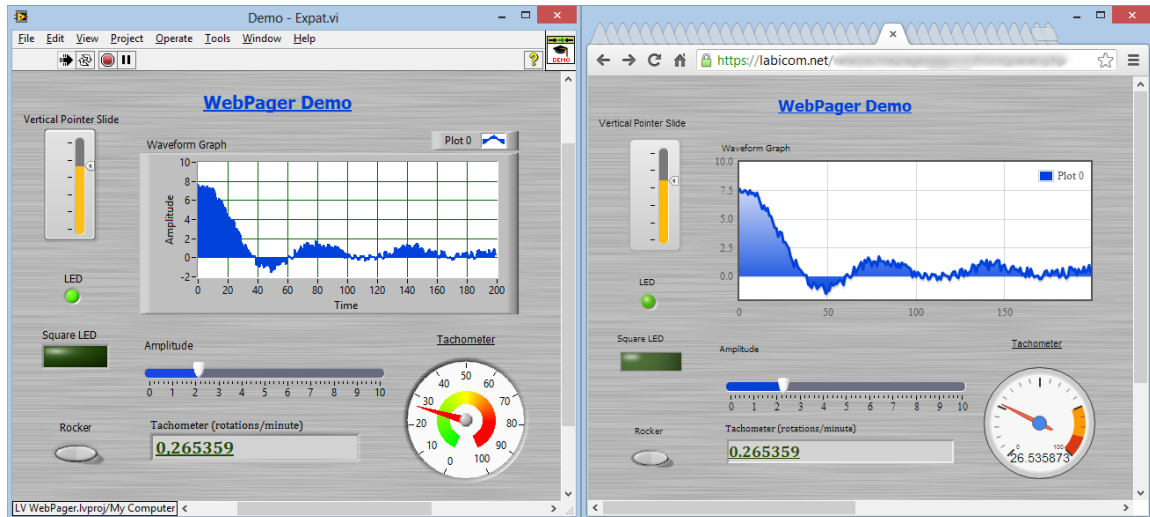 Demo - Expat.vi
File Edit View Project Operate Tools Window Help
DEMO
WebPager Demo
Vertical Pointer Slide
Waveform Graph
Plot 0
Amplitude
10
8
6
4
2
0
-2
0 20 40 60 80 100 120 140 160 180 200
Time
LED
Square LED
Amplitude
0 1 2 3 4 5 6 7 8 9 10
Rocker
Tachometer (rotations/minute)
0,265359
Tachometer
0 10 20 30 40 50 60 70 80 90 100
LV WebPager.lvproj/My Computer
https://labicom.net/
WebPager Demo
Vertical Pointer Slide
Waveform Graph
Plot 0
10.0
7.5
5.0
2.5
0.0
0 50 100 150
LED
Square LED
Amplitude
0 1 2 3 4 5 6 7 8 9 10
Rocker
Tachometer (rotations/minute)
0.265359
Tachometer
0 100
26.535873